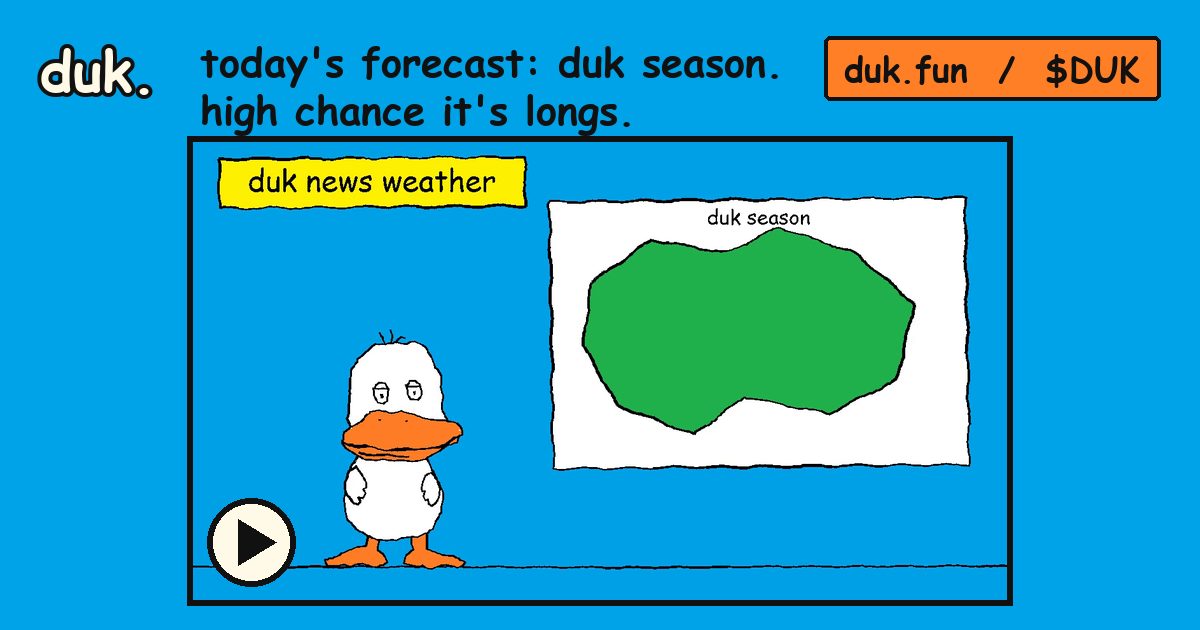 duk.
today's forecast: duk season.
high chance it's longs.
duk.fun / $DUK
duk news weather
duk season